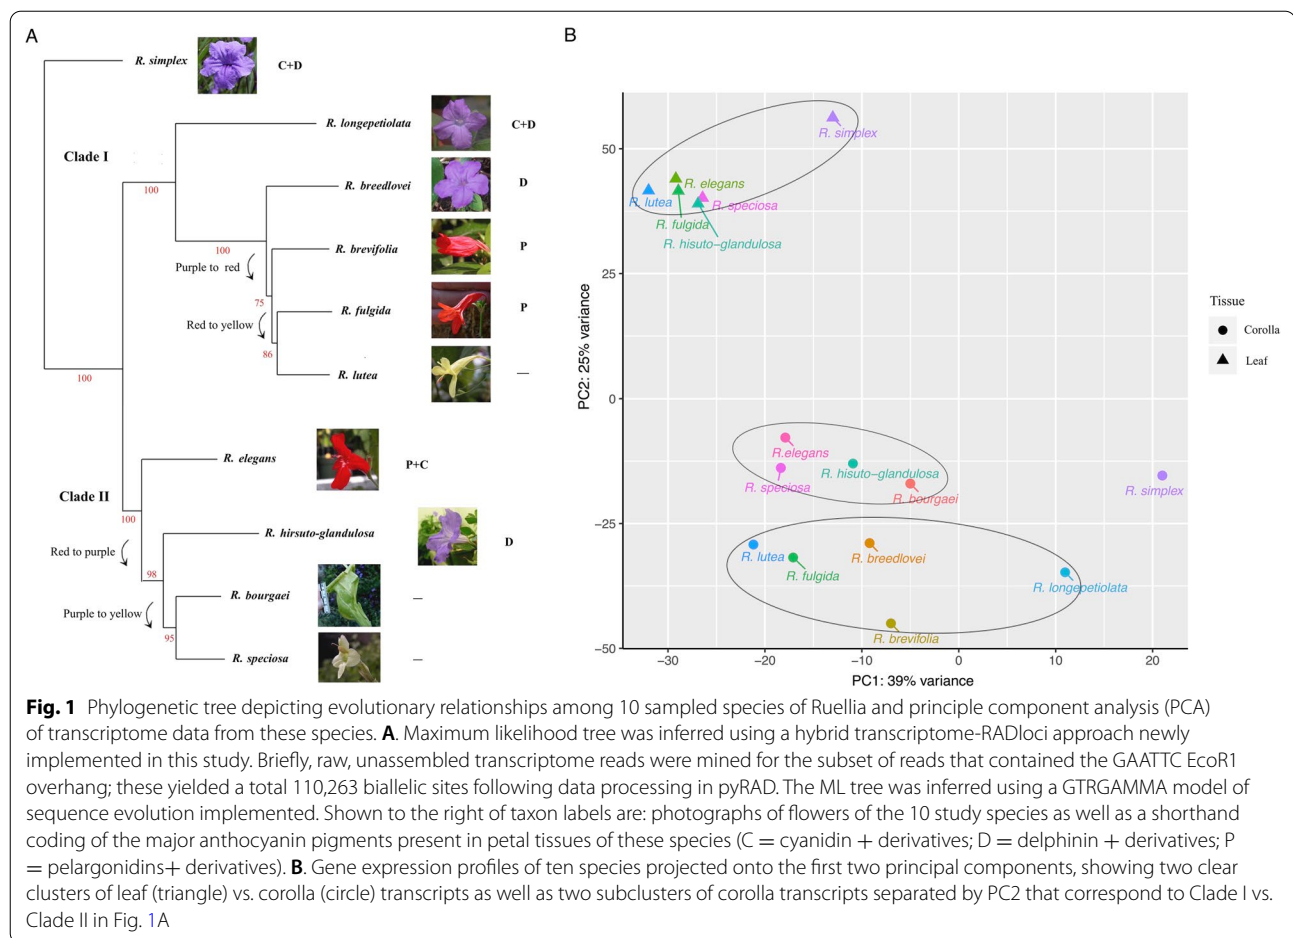 A
R. simplex
C+D
R. longepetiolata
C+D
Clade I
R. breedlovei
D
100
R. brevifolia
P
100
Purple to red
75
R. fulgida
P
Red to yellow
86
R. lutea
—
100
R. elegans
P+C
Clade II
100
R. hirsuto-glandulosa
D
Red to purple
98
R. bourgaei
—
Purple to yellow
95
R. speciosa
—
B
PC2: 25% variance
50
25
0
−25
−50
R. simplex
R. elegans
R. lutea
R. speciosa
R. fulgida
R. hisuto−glandulosa
R.elegans
R. hisuto−glandulosa
R. speciosa
R. bourgaei
R. simplex
R. lutea
R. breedlovei
R. fulgida
R. longepetiolata
R. brevifolia
−30 −20 −10 0 10 20
PC1: 39% variance
Tissue
Corolla
Leaf
Fig. 1 Phylogenetic tree depicting evolutionary relationships among 10 sampled species of Ruellia and principle component analysis (PCA)
of transcriptome data from these species. A. Maximum likelihood tree was inferred using a hybrid transcriptome-RADloci approach newly
implemented in this study. Briefly, raw, unassembled transcriptome reads were mined for the subset of reads that contained the GAATTC EcoR1
overhang; these yielded a total 110,263 biallelic sites following data processing in pyRAD. The ML tree was inferred using a GTRGAMMA model of
sequence evolution implemented. Shown to the right of taxon labels are: photographs of flowers of the 10 study species as well as a shorthand
coding of the major anthocyanin pigments present in petal tissues of these species (C = cyanidin + derivatives; D = delphinin + derivatives; P
= pelargonidins+ derivatives). B. Gene expression profiles of ten species projected onto the first two principal components, showing two clear
clusters of leaf (triangle) vs. corolla (circle) transcripts as well as two subclusters of corolla transcripts separated by PC2 that correspond to Clade I vs.
Clade II in Fig. 1A